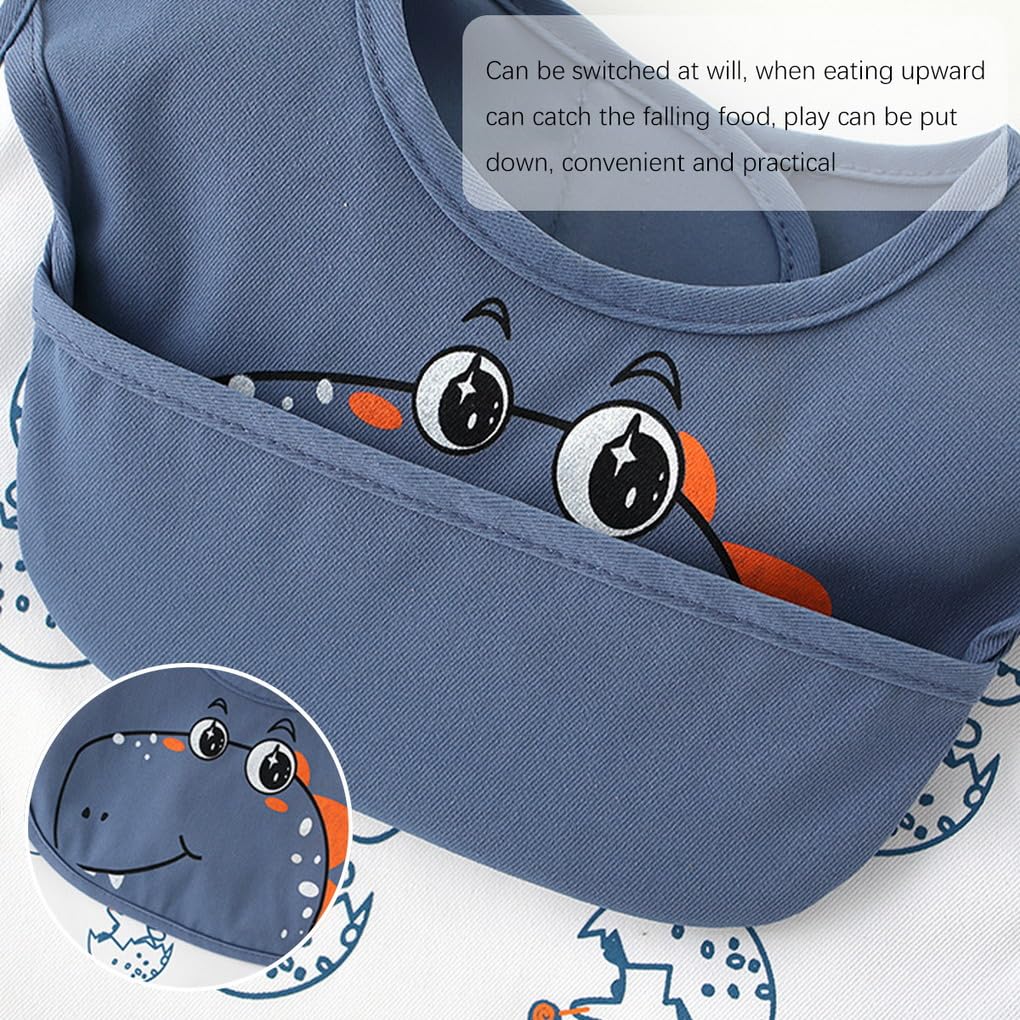 Can be switched at will, when eating upward
can catch the falling food, play can be put
down, convenient and practical